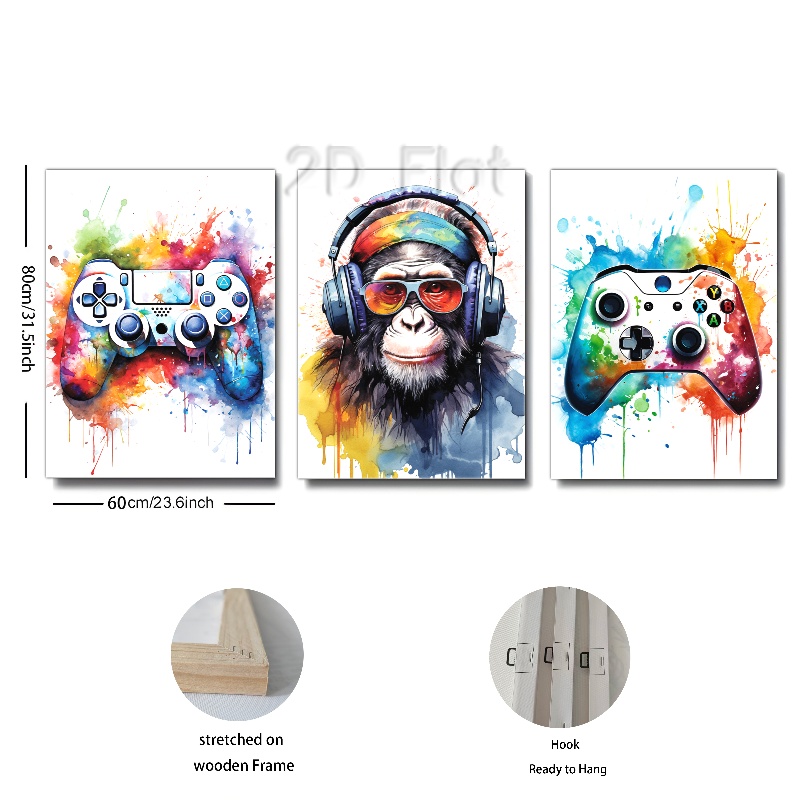 2D Flat
80cm/31.5inch
Y
X B
A
60cm/23.6inch
stretched on
wooden Frame
Hook
Ready to Hang